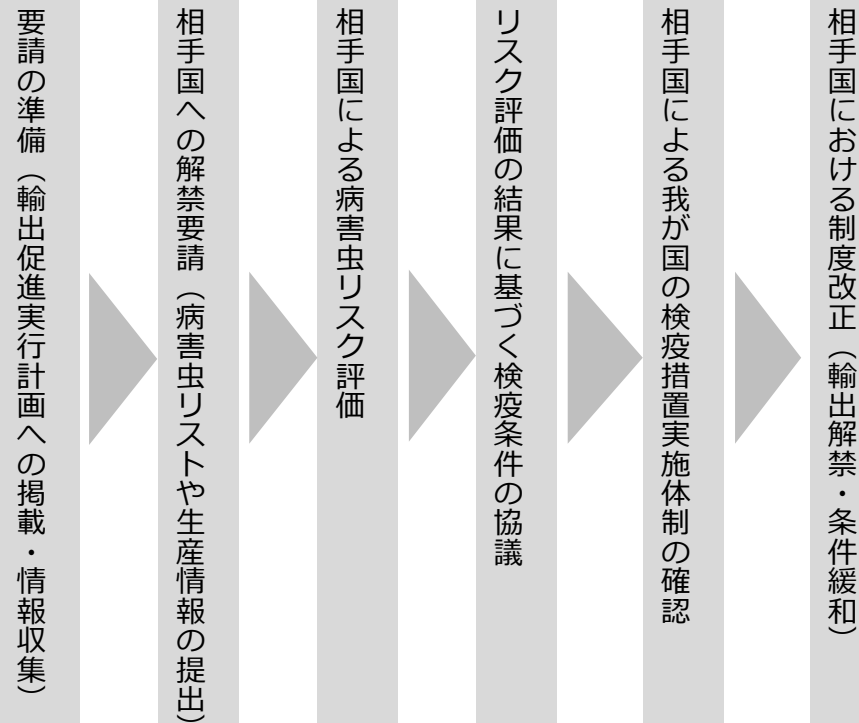 要請の準備（輸出促進実行計画への掲載・情報収集）
相手国への解禁要請（病害虫リストや生産情報の提出）
相手国による病害虫リスク評価
リスク評価の結果に基づく検疫条件の協議
相手国による我が国の検疫措置実施体制の確認
相手国における制度改正（輸出解禁・条件緩和）